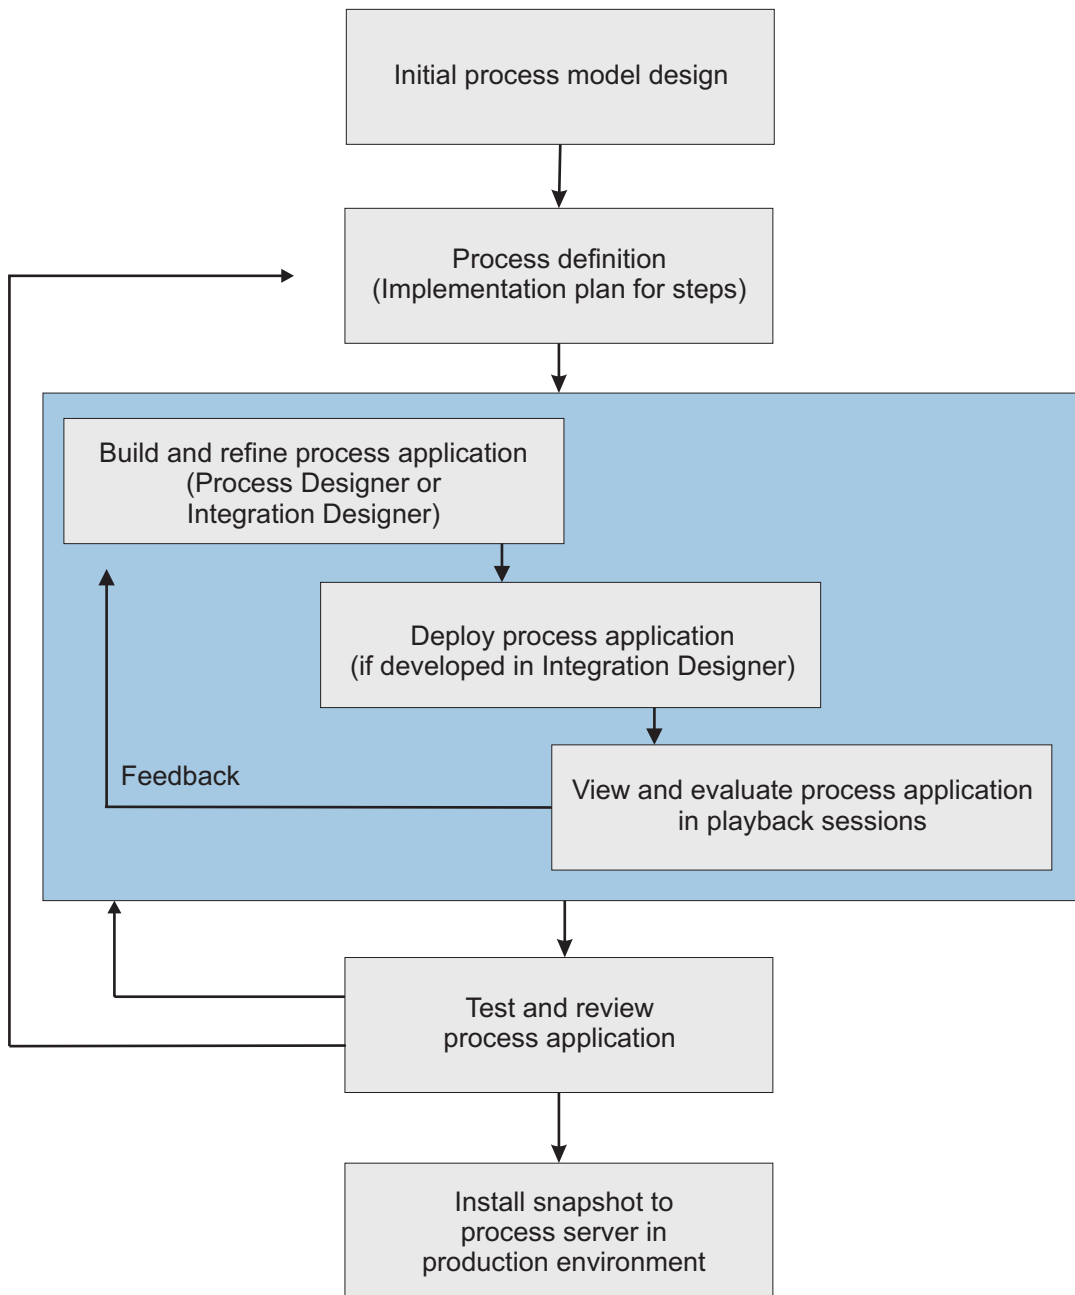 Initial process model design
Process definition
(Implementation plan for steps)
Build and refine process application
(Process Designer or
Integration Designer)
Deploy process application
(if developed in Integration Designer)
Feedback
View and evaluate process application
in playback sessions
Test and review
process application
Install snapshot to
process server in
production environment